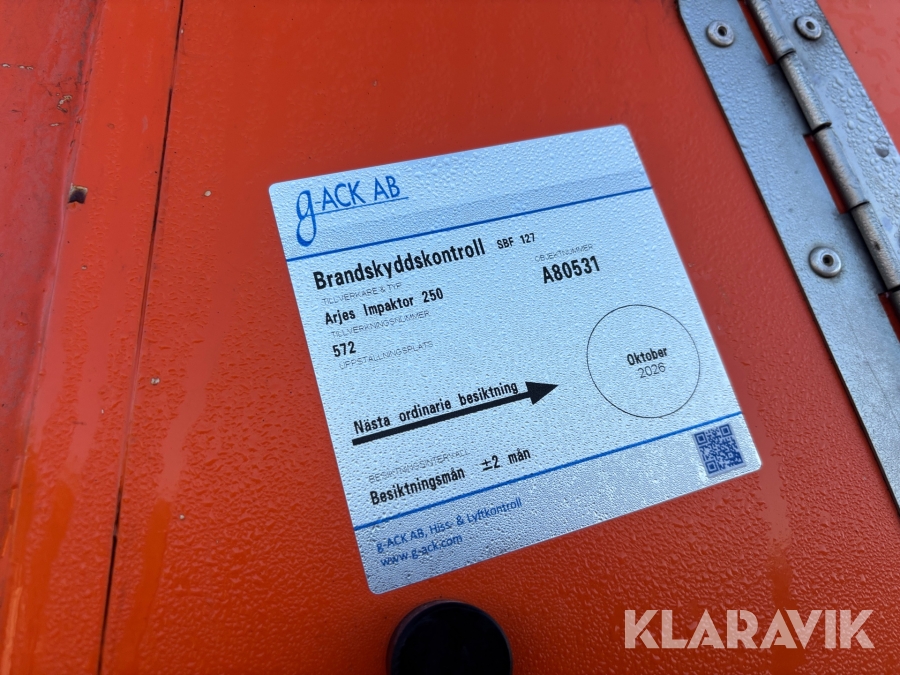 g-ACK AB
Brandskyddskontroll SBF 127
TILLVERKARE & TYP
OBJEKTNUMMER
Arjes Impaktor 250
A80531
TILLVERKNINGSNUMMER
572
UPPSTÄLLNINGSPLATS
Oktober
2026
Nästa ordinarie besiktning
BESIKTNINGSINTERVALL
Besiktningsmån ±2 mån
g-ACK AB, Hiss- & Lyftkontroll
www.g-ack.com
KLARAVIK